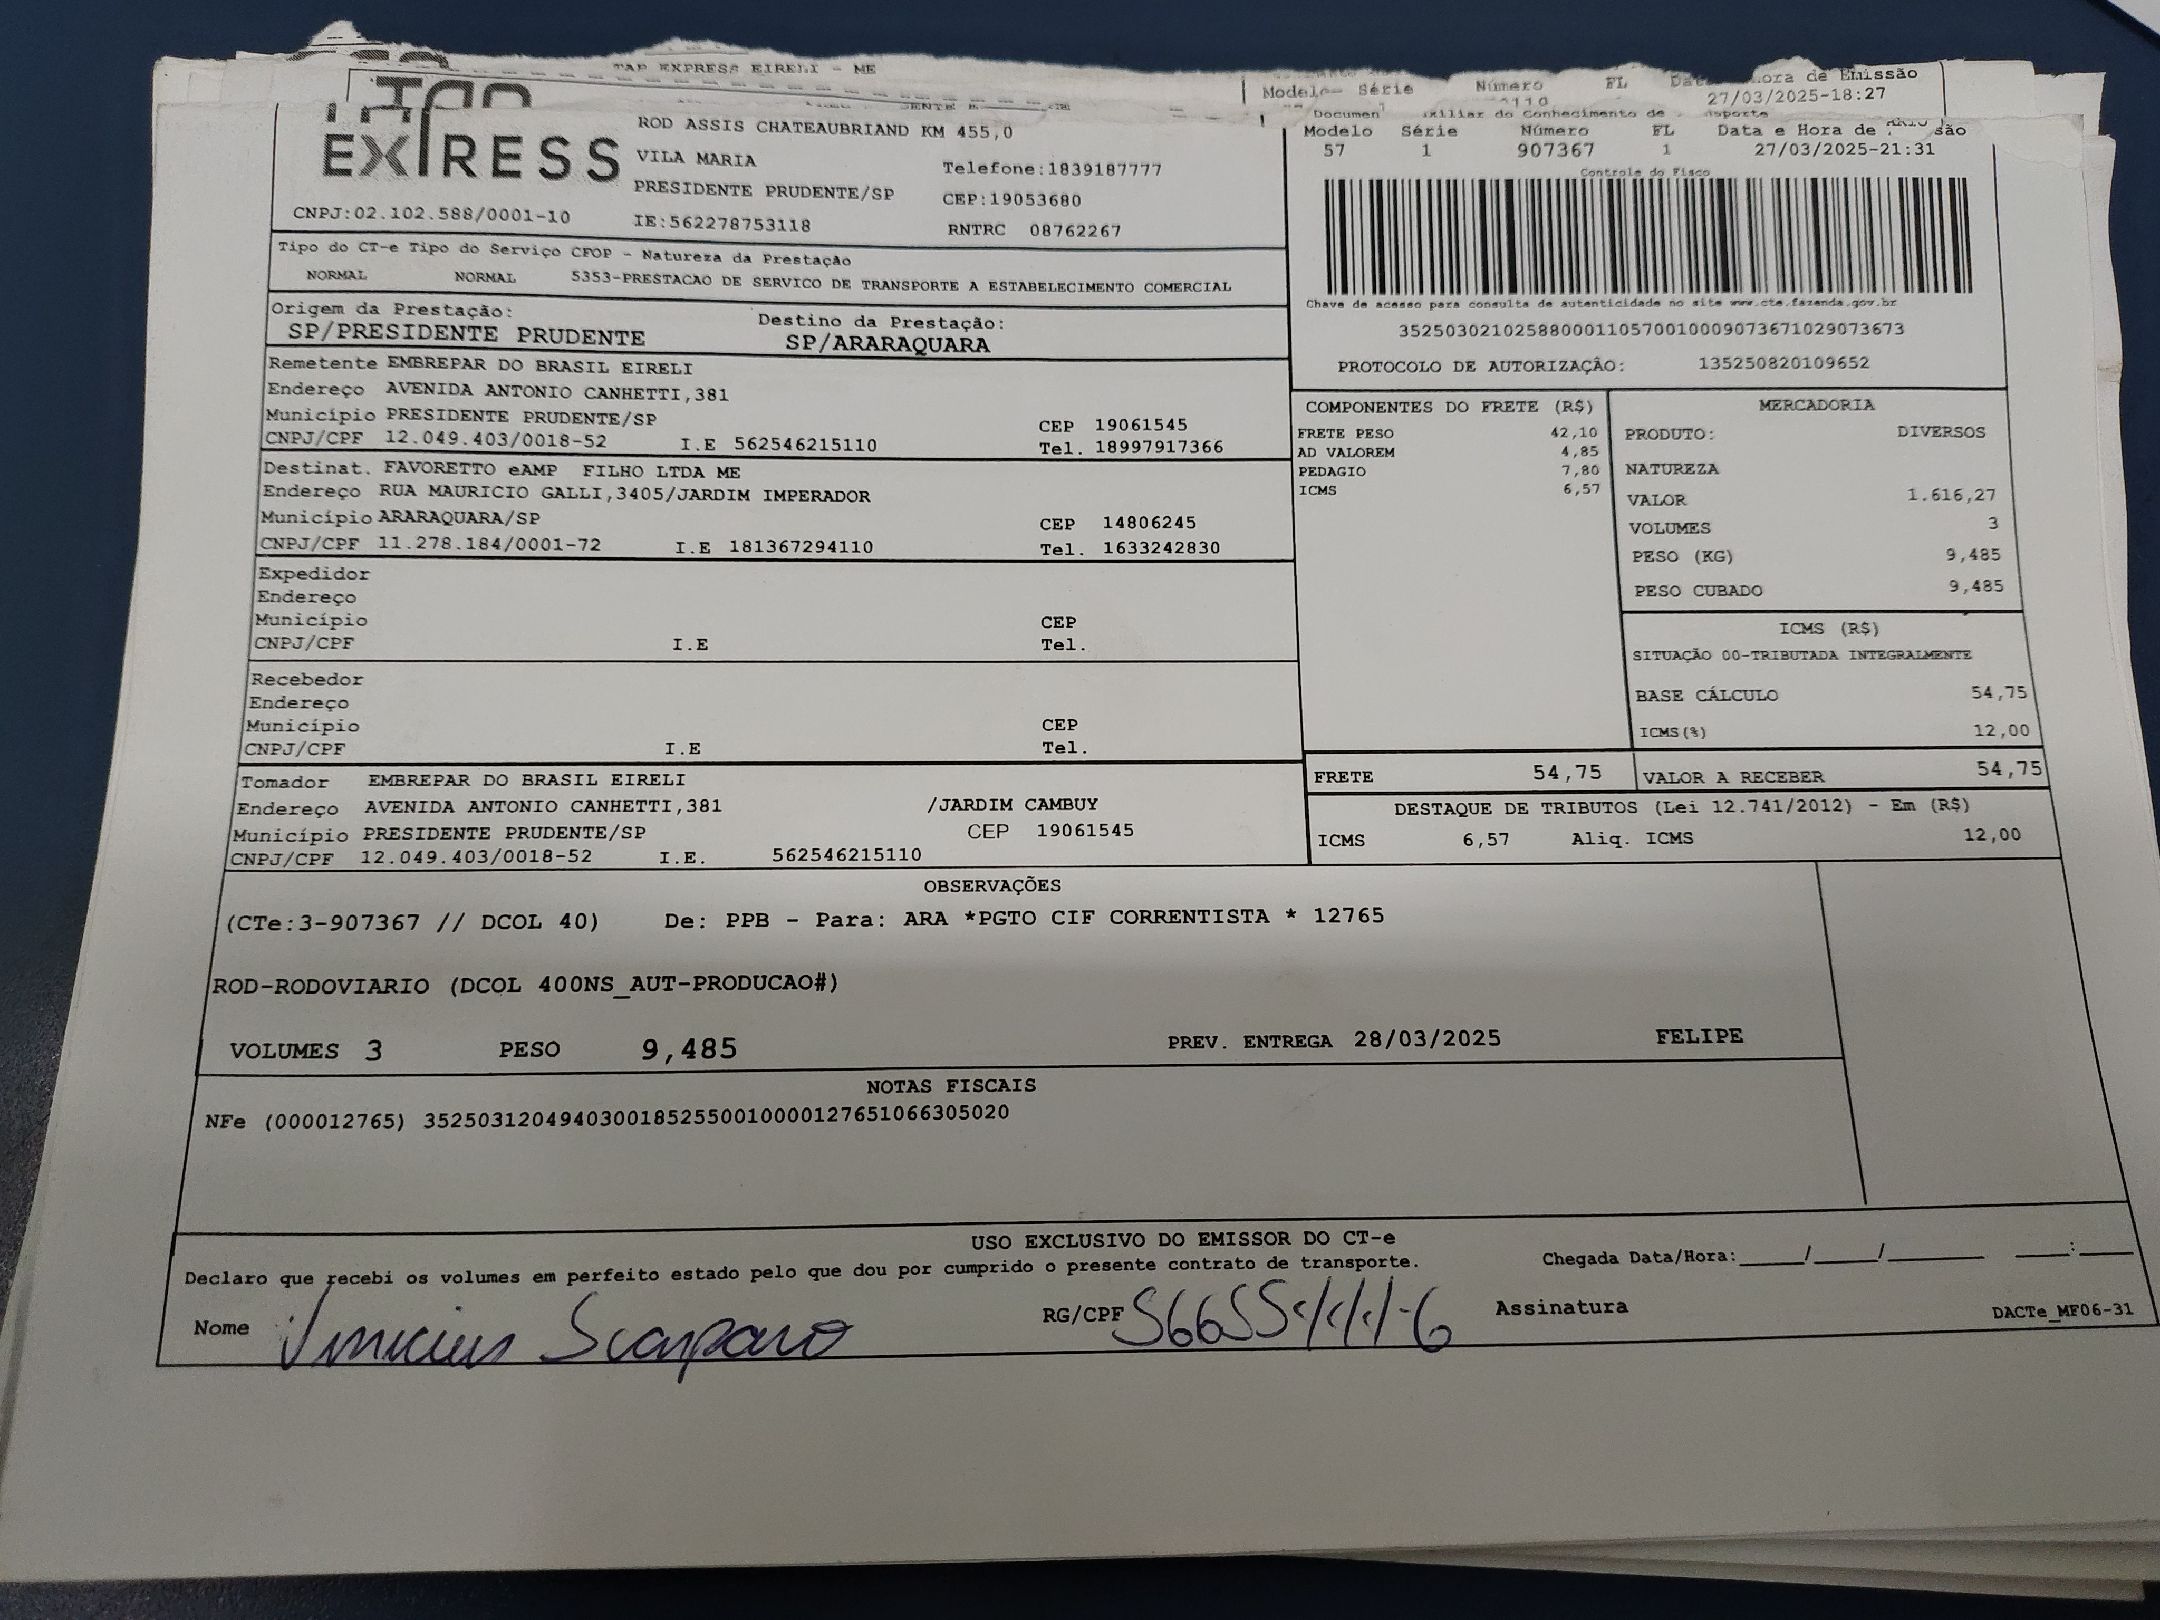 TAP EXPRESS EIRELI - ME
Modelo Série Número FL ora de Emissão
27/03/2025-18:27
EXPRESS
ROD ASSIS CHATEAUBRIAND KM 455,0
VILA MARIA Telefone:1839187777
PRESIDENTE PRUDENTE/SP CEP:19053680
CNPJ:02.102.588/0001-10 IE:562278753118 RNTRC 08762267
Documen xiliar do Conhecimento de nsporte
Modelo Série Número FL Data e Hora de são
57 1 907367 1 27/03/2025-21:31
Controle do Fisco
Tipo do CT-e Tipo do Serviço CFOP - Natureza da Prestação
NORMAL NORMAL 5353-PRESTACAO DE SERVICO DE TRANSPORTE A ESTABELECIMENTO COMERCIAL
Chave de acesso para consulta de autenticidade no site www.cte.fazenda.gov.br
35250302102588000110570010009073671029073673
PROTOCOLO DE AUTORIZAÇÃO: 135250820109652
Origem da Prestação: Destino da Prestação:
SP/PRESIDENTE PRUDENTE SP/ARARAQUARA
Remetente EMBREPAR DO BRASIL EIRELI
Endereço AVENIDA ANTONIO CANHETTI,381
Município PRESIDENTE PRUDENTE/SP CEP 19061545
CNPJ/CPF 12.049.403/0018-52 I.E 562546215110 Tel. 18997917366
Destinat. FAVORETTO eAMP FILHO LTDA ME
Endereço RUA MAURICIO GALLI,3405/JARDIM IMPERADOR
Município ARARAQUARA/SP CEP 14806245
CNPJ/CPF 11.278.184/0001-72 I.E 181367294110 Tel. 1633242830
Expedidor
Endereço
Município CEP
CNPJ/CPF I.E Tel.
Recebedor
Endereço
Município CEP
CNPJ/CPF I.E Tel.
Tomador EMBREPAR DO BRASIL EIRELI
Endereço AVENIDA ANTONIO CANHETTI,381 /JARDIM CAMBUY
Município PRESIDENTE PRUDENTE/SP CEP 19061545
CNPJ/CPF 12.049.403/0018-52 I.E. 562546215110
COMPONENTES DO FRETE (R$)
FRETE PESO 42,10
AD VALOREM 4,85
PEDAGIO 7,80
ICMS 6,57
MERCADORIA
PRODUTO: DIVERSOS
NATUREZA
VALOR 1.616,27
VOLUMES 3
PESO (KG) 9,485
PESO CUBADO 9,485
ICMS (R$)
SITUAÇÃO 00-TRIBUTADA INTEGRALMENTE
BASE CÁLCULO 54,75
ICMS(%) 12,00
FRETE 54,75 VALOR A RECEBER 54,75
DESTAQUE DE TRIBUTOS (Lei 12.741/2012) - Em (R$)
ICMS 6,57 Aliq. ICMS 12,00
OBSERVAÇÕES
(CTe:3-907367 // DCOL 40) De: PPB - Para: ARA *PGTO CIF CORRENTISTA * 12765
ROD-RODOVIARIO (DCOL 400NS_AUT-PRODUCAO#)
VOLUMES 3 PESO 9,485 PREV. ENTREGA 28/03/2025 FELIPE
NOTAS FISCAIS
NFe (000012765) 35250312049403001852550010000127651066305020
USO EXCLUSIVO DO EMISSOR DO CT-e
Declaro que recebi os volumes em perfeito estado pelo que dou por cumprido o presente contrato de transporte. Chegada Data/Hora:_____/_____/________ ____:____
Nome Vinicius Scarparo RG/CPF Assinatura DACTe_MF06-31